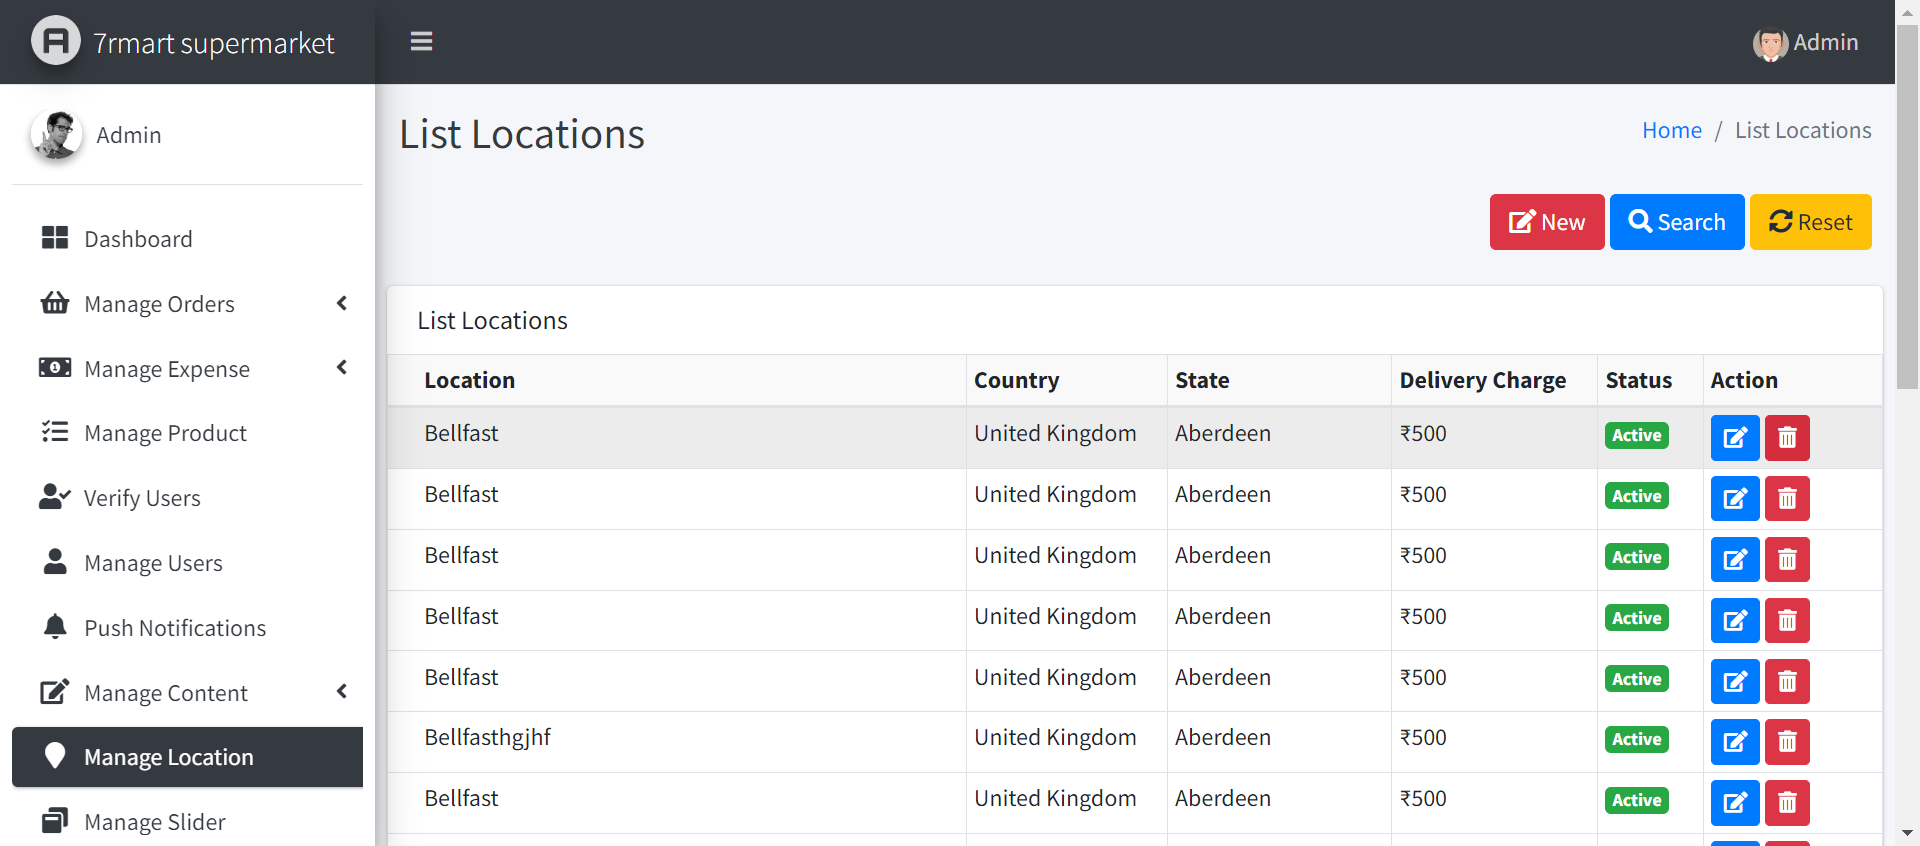 7rmart supermarket
Admin
Admin
Dashboard
Manage Orders
Manage Expense
Manage Product
Verify Users
Manage Users
Push Notifications
Manage Content
Manage Location
Manage Slider
List Locations
Home / List Locations
New Search Reset
List Locations
Location Country State Delivery Charge Status Action
Bellfast United Kingdom Aberdeen ₹500 Active
Bellfast United Kingdom Aberdeen ₹500 Active
Bellfast United Kingdom Aberdeen ₹500 Active
Bellfast United Kingdom Aberdeen ₹500 Active
Bellfast United Kingdom Aberdeen ₹500 Active
Bellfasthgjhf United Kingdom Aberdeen ₹500 Active
Bellfast United Kingdom Aberdeen ₹500 Active